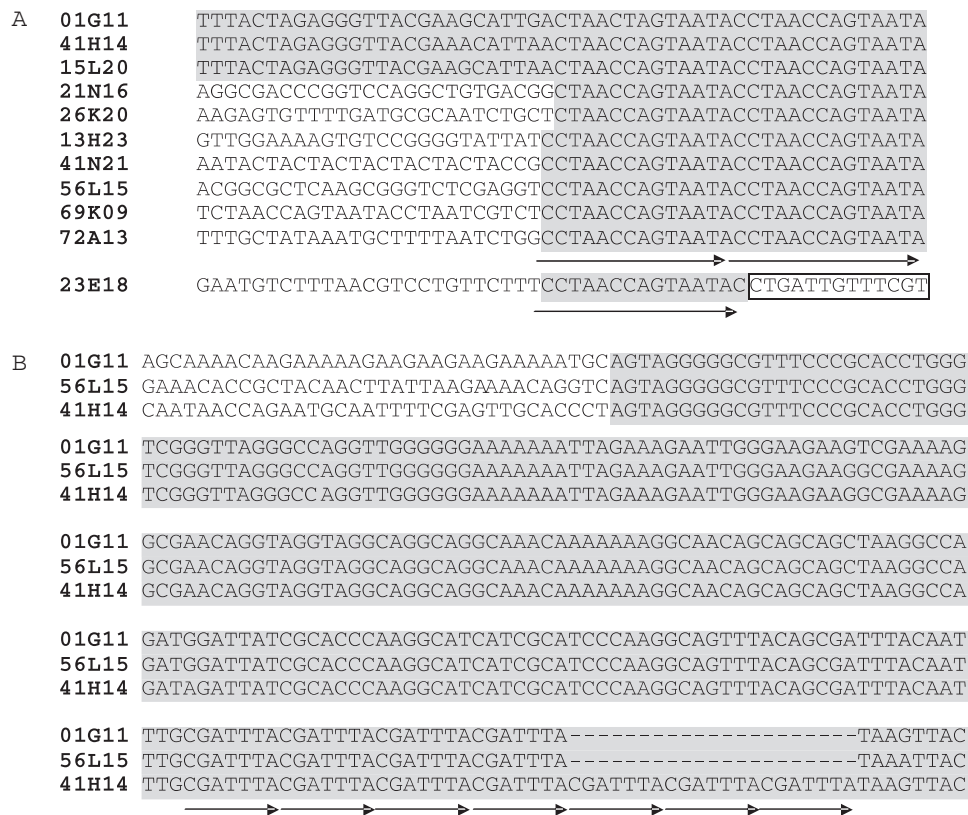 A
01G11 TTTACTAGAGGGTTACGAAGCATTGACTAACTAGTAATACCTAACCAGTAATA
41H14 TTTACTAGAGGGTTACGAAACATTAACTAACCAGTAATACCTAACCAGTAATA
15L20 TTTACTAGAGGGTTACGAAGCATTAACTAACCAGTAATACCTAACCAGTAATA
21N16 AGGCGACCCGGTCCAGGCTGTGACGGCTAACCAGTAATACCTAACCAGTAATA
26K20 AAGAGTGTTTTGATGCGCAATCTGCTCTAACCAGTAATACCTAACCAGTAATA
13H23 GTTGGAAAAGTGTCCGGGGTATTATCCTAACCAGTAATACCTAACCAGTAATA
41N21 AATACTACTACTACTACTACTACCGCCTAACCAGTAATACCTAACCAGTAATA
56L15 ACGGCGCTCAAGCGGGTCTCGAGGTCCTAACCAGTAATACCTAACCAGTAATA
69K09 TCTAACCAGTAATACCTAATCGTCTCCTAACCAGTAATACCTAACCAGTAATA
72A13 TTTGCTATAAATGCTTTTAATCTGGCCTAACCAGTAATACCTAACCAGTAATA
23E18 GAATGTCTTTAACGTCCTGTTCTTTCCTAACCAGTAATACCTGATTGTTTCGT
B
01G11 AGCAAAACAAGAAAAAGAAGAAGAAGAAAAATGCAGTAGGGGGCGTTTCCCGCACCTGGG
56L15 GAAACACCGCTACAACTTATTAAGAAAACAGGTCAGTAGGGGGCGTTTCCCGCACCTGGG
41H14 CAATAACCAGAATGCAATTTTCGAGTTGCACCCTAGTAGGGGGCGTTTCCCGCACCTGGG
01G11 TCGGGTTAGGGCCAGGTTGGGGGGAAAAAAATTAGAAAGAATTGGGAAGAAGTCGAAAAG
56L15 TCGGGTTAGGGCCAGGTTGGGGGGAAAAAAATTAGAAAGAATTGGGAAGAAGGCGAAAAG
41H14 TCGGGTTAGGGCCAGGTTGGGGGGAAAAAAATTAGAAAGAATTGGGAAGAAGGCGAAAAG
01G11 GCGAACAGGTAGGTAGGCAGGCAGGCAAACAAAAAAAGGCAACAGCAGCAGCTAAGGCCA
56L15 GCGAACAGGTAGGTAGGCAGGCAGGCAAACAAAAAAAGGCAACAGCAGCAGCTAAGGCCA
41H14 GCGAACAGGTAGGTAGGCAGGCAGGCAAACAAAAAAAGGCAACAGCAGCAGCTAAGGCCA
01G11 GATGGATTATCGCACCCAAGGCATCATCGCATCCCAAGGCAGTTTACAGCGATTTACAAT
56L15 GATGGATTATCGCACCCAAGGCATCATCGCATCCCAAGGCAGTTTACAGCGATTTACAAT
41H14 GATAGATTATCGCACCCAAGGCATCATCGCATCCCAAGGCAGTTTACAGCGATTTACAAT
01G11 TTGCGATTTACGATTTACGATTTACGATTTA---------------------TAAGTTAC
56L15 TTGCGATTTACGATTTACGATTTACGATTTA---------------------TAAATTAC
41H14 TTGCGATTTACGATTTACGATTTACGATTTACGATTTACGATTTACGATTTATAAGTTAC